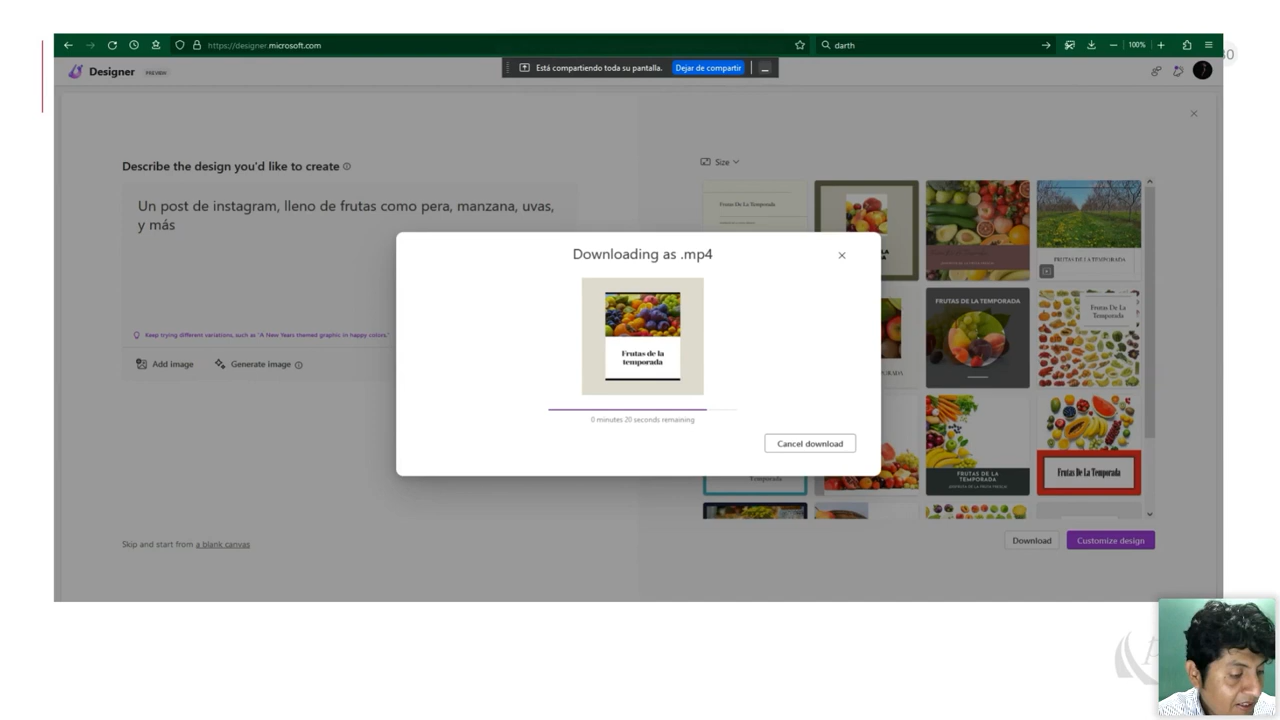 https://designer.microsoft.com
darth
100%
Designer PREVIEW
Está compartiendo toda su pantalla. Dejar de compartir
Describe the design you'd like to create
Size
Un post de instagram, lleno de frutas como pera, manzana, uvas,
y más
Keep trying different variations, such as "A New Years themed graphic in happy colors."
Add image
Generate image
Downloading as .mp4
Frutas de la
temporada
0 minutes 20 seconds remaining
Cancel download
Frutas De La Temporada
FRUTAS DE LA TEMPORADA
FRUTAS DE LA TEMPORADA
Frutas De La
Temporada
Temporada
FRUTAS DE LA
TEMPORADA
Frutas De La Temporada
Skip and start from a blank canvas
Download
Customize design